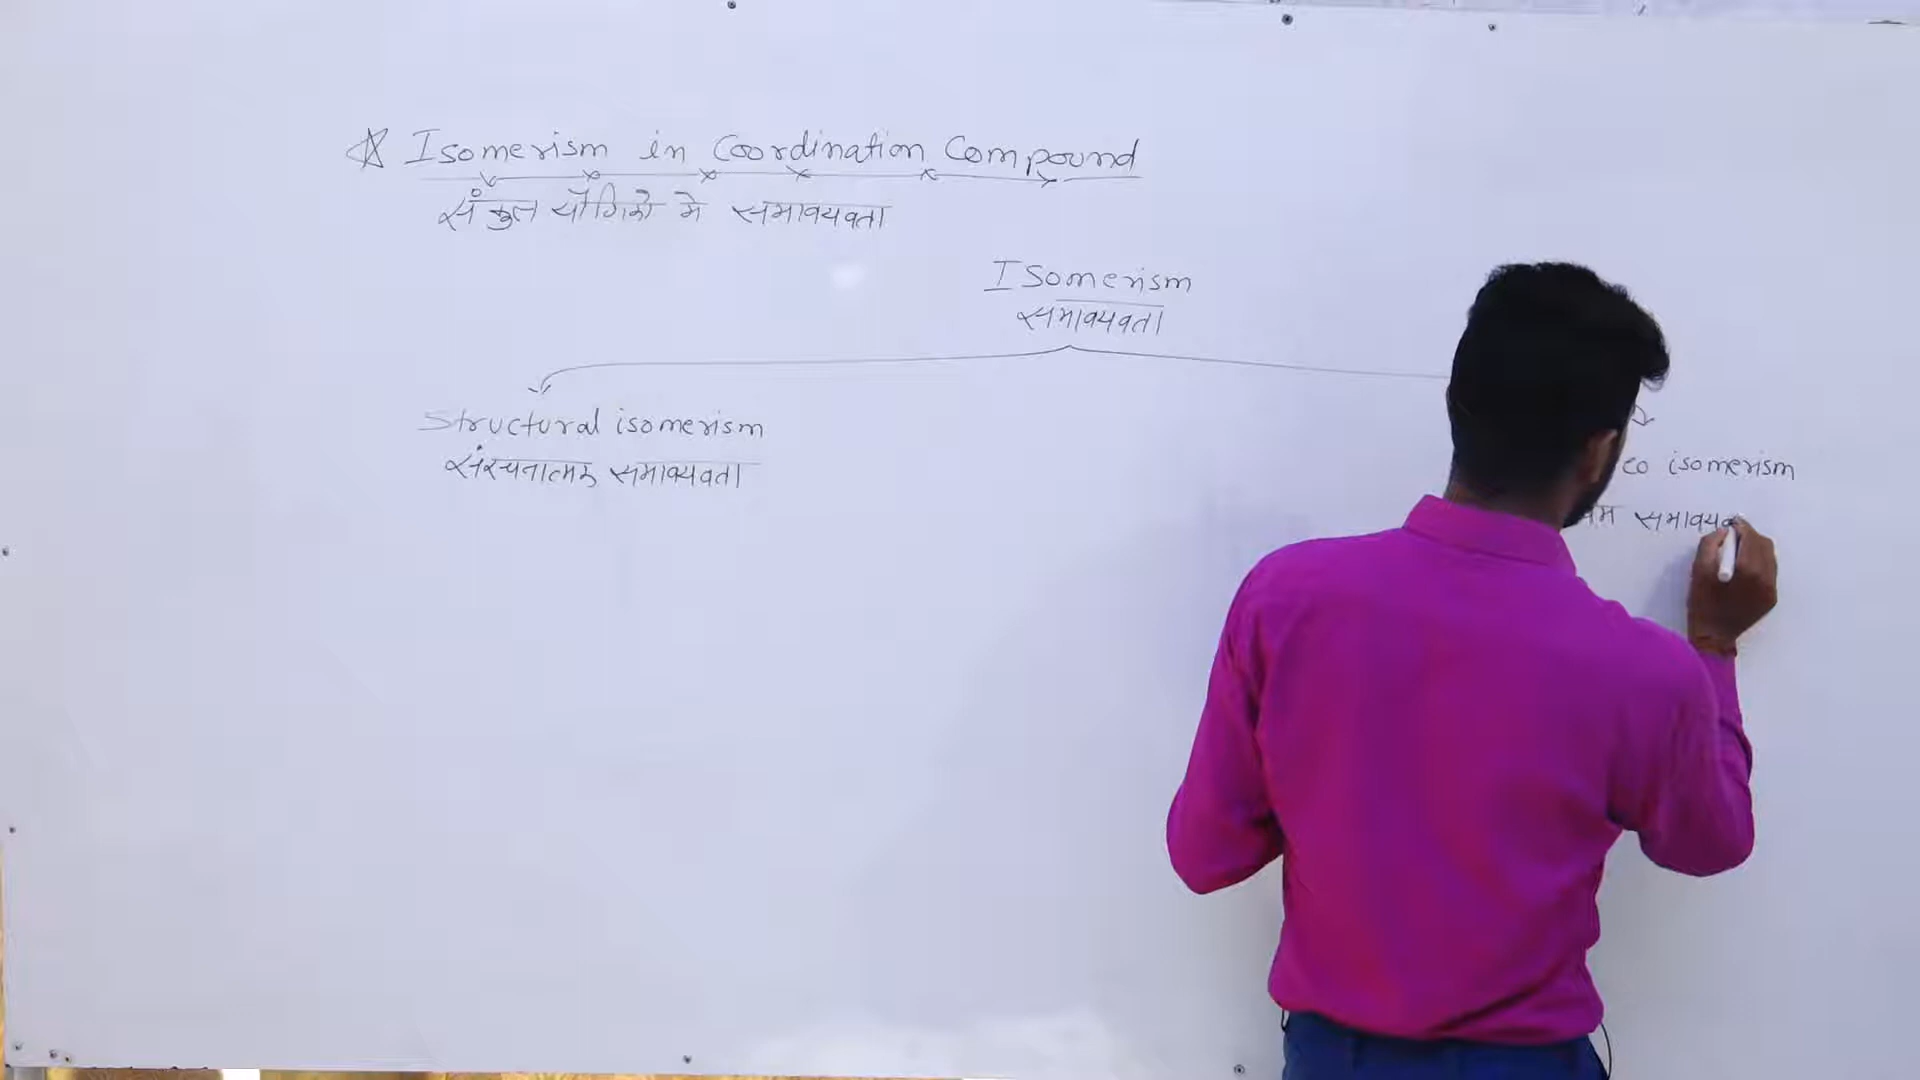 ☆ Isomerism in Coordination Compound
संकुल यौगिको मे समावयवता
Isomerism
समावयवता
Structural isomerism
संरचनात्मक समावयवता
isomerism